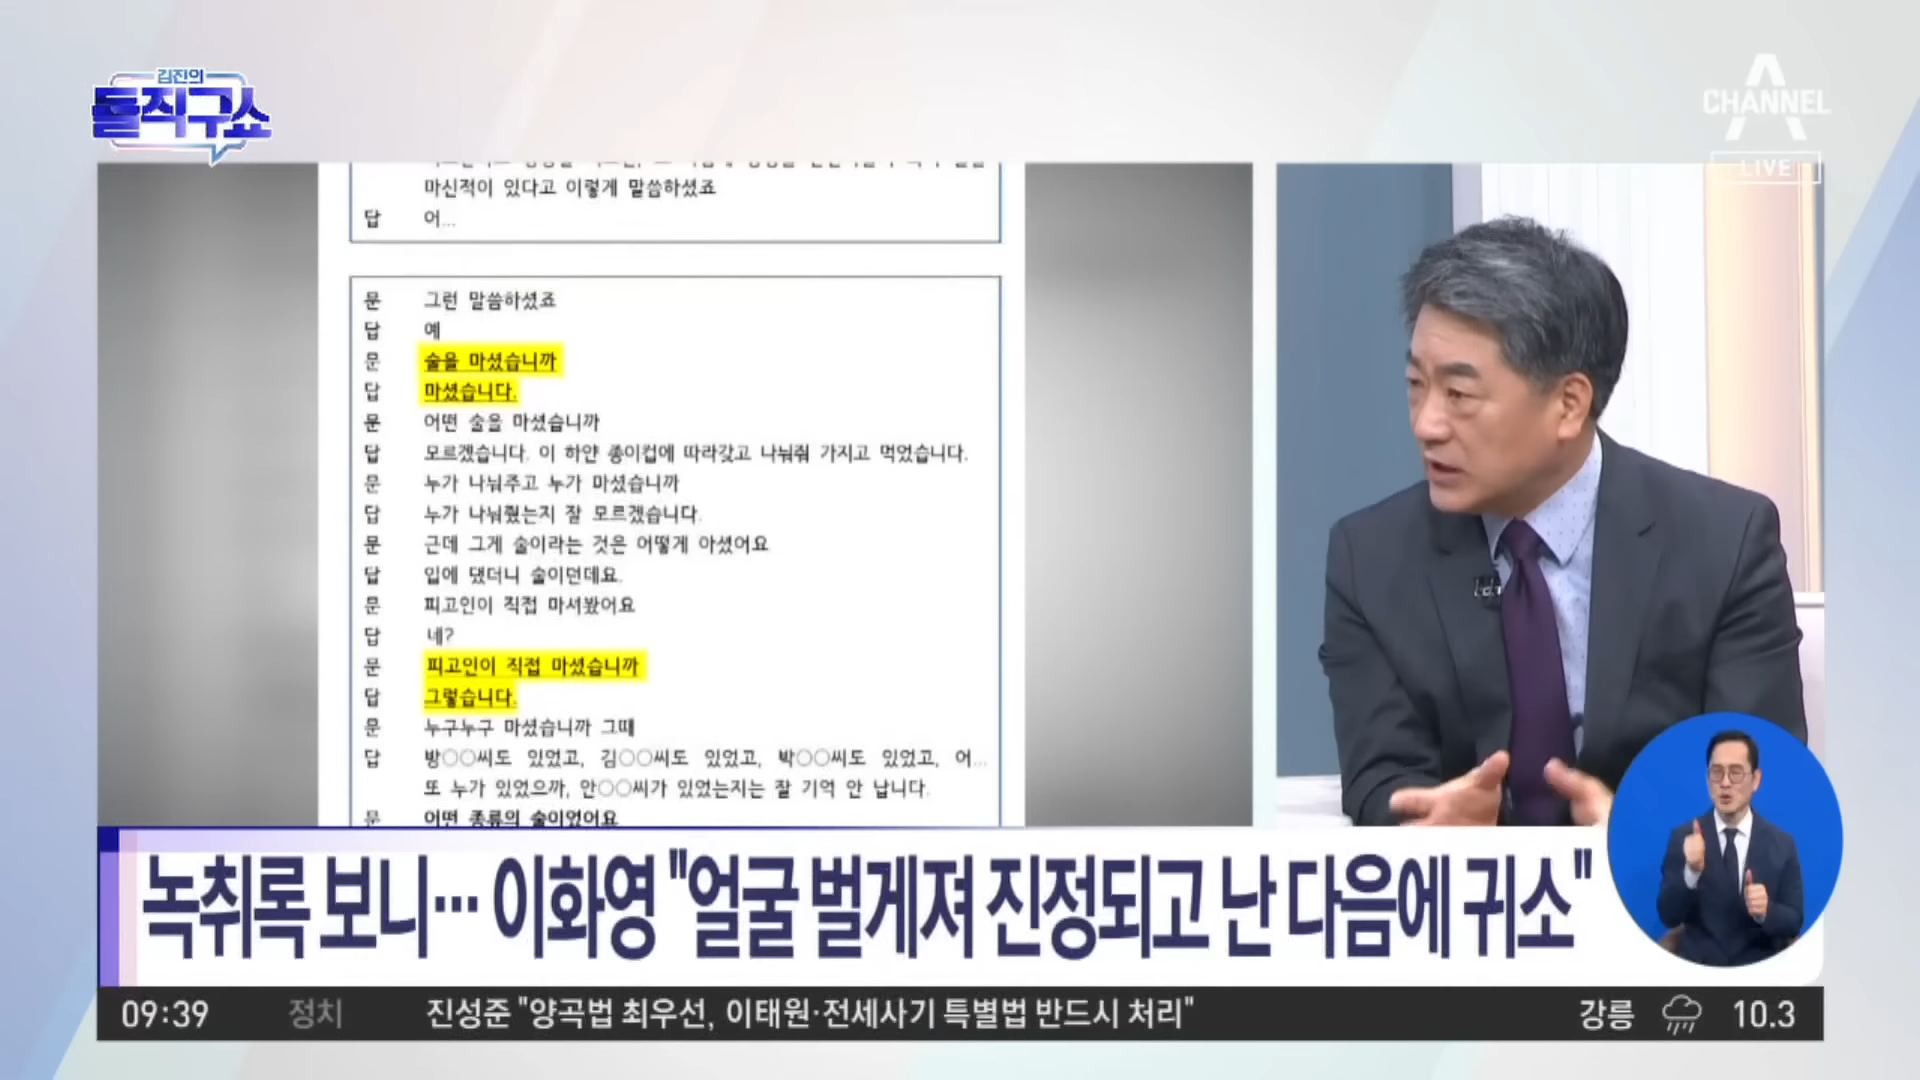 김진의
돌직구쇼
CHANNEL A
LIVE
마신적이 있다고 이렇게 말씀하셨죠
답 어...
문 그런 말씀하셨죠
답 예
문 술을 마셨습니까
답 마셨습니다.
문 어떤 술을 마셨습니까
답 모르겠습니다. 이 하얀 종이컵에 따라갖고 나눠줘 가지고 먹었습니다.
문 누가 나눠주고 누가 마셨습니까
답 누가 나눠줬는지 잘 모르겠습니다.
문 근데 그게 술이라는 것은 어떻게 아셨어요
답 입에 댔더니 술이던데요.
문 피고인이 직접 마셔봤어요
답 네?
문 피고인이 직접 마셨습니까
답 그렇습니다.
문 누구누구 마셨습니까 그때
답 방○○씨도 있었고, 김○○씨도 있었고, 박○○씨도 있었고, 어...
또 누가 있었으까, 안○○씨가 있었는지는 잘 기억 안 납니다.
문 어떤 종류의 술이었어요
녹취록 보니… 이화영 "얼굴 벌게져 진정되고 난 다음에 귀소"
09:39 정치 진성준 "양곡법 최우선, 이태원·전세사기 특별법 반드시 처리" 강릉 10.3